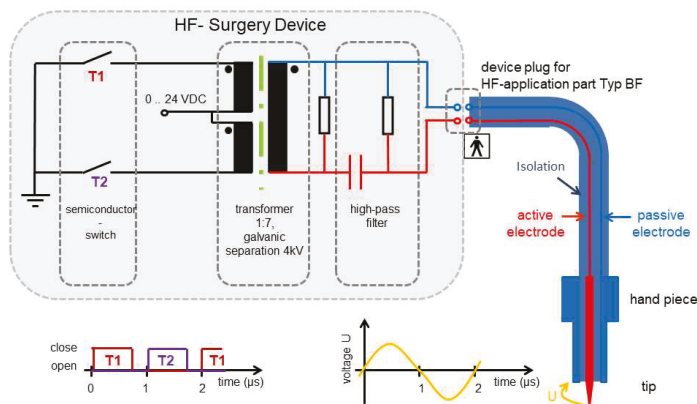 HF- Surgery Device
T1
0 .. 24 VDC
T2
semiconductor
-
switch
transformer
1:7,
galvanic
separation 4kV
high-pass
filter
device plug for
HF-application part Typ BF
Isolation
active
electrode
passive
electrode
hand piece
tip
U
close
open
T1
T2
T1
0
1
2
time (µs)
voltage U
0
1
2
time (µs)